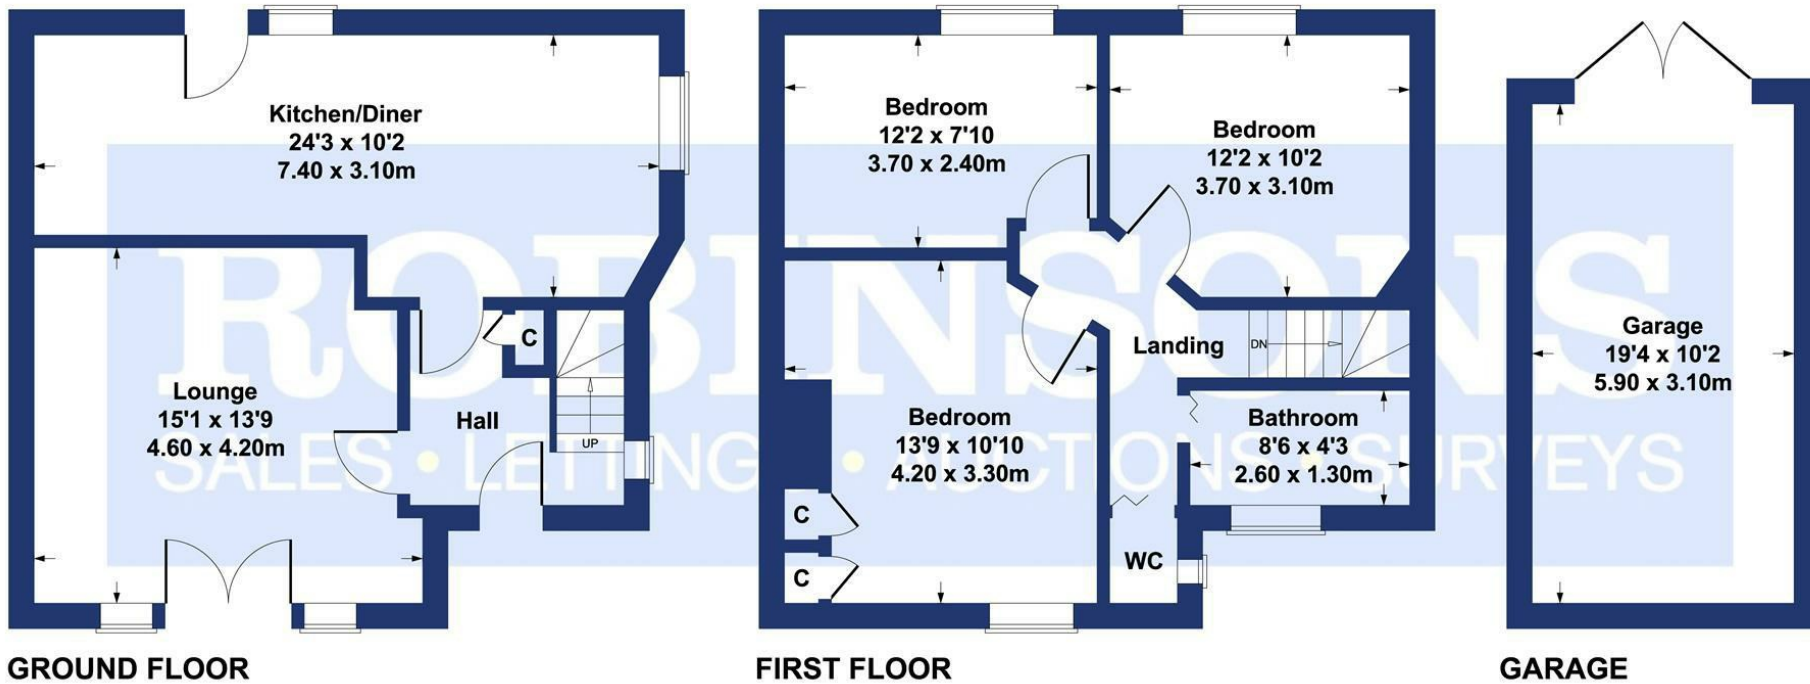 Kitchen/Diner
24'3 x 10'2
7.40 x 3.10m
Lounge
15'1 x 13'9
4.60 x 4.20m
Hall
C
UP
GROUND FLOOR
Bedroom
12'2 x 7'10
3.70 x 2.40m
Bedroom
12'2 x 10'2
3.70 x 3.10m
Landing
DN
Bedroom
13'9 x 10'10
4.20 x 3.30m
Bathroom
8'6 x 4'3
2.60 x 1.30m
C
C
WC
FIRST FLOOR
Garage
19'4 x 10'2
5.90 x 3.10m
GARAGE
ROBINSONS
SALES • LETTINGS • AUCTIONS • SURVEYS